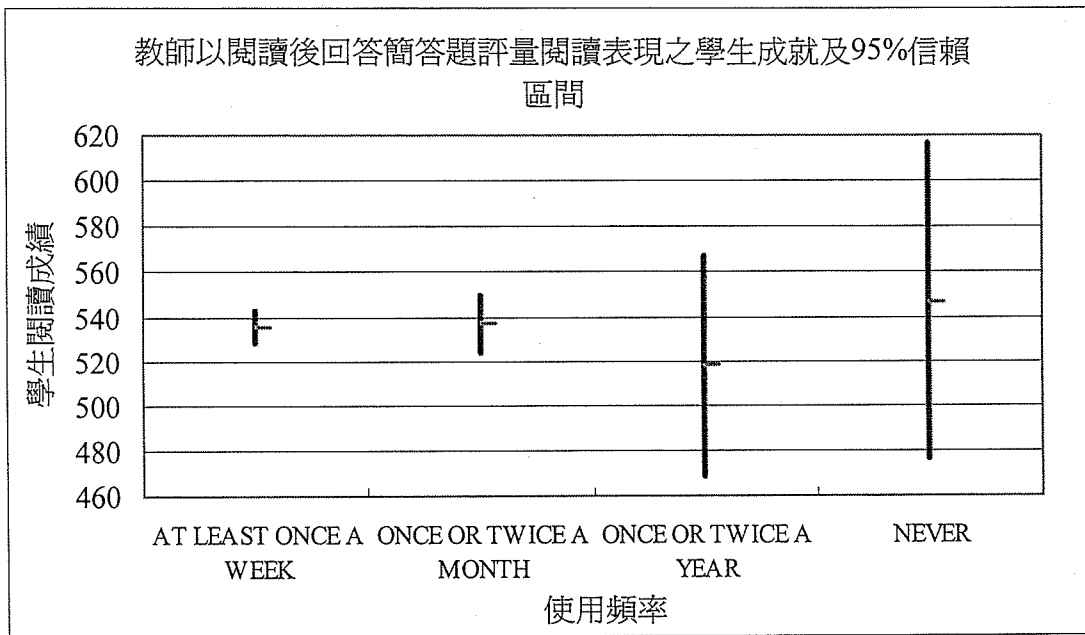 教師以閱讀後回答簡答題評量閱讀表現之學生成就及95%信賴
區間
620
600
580
560
540
520
500
480
460
學生閱讀成績
AT LEAST ONCE A
WEEK
ONCE OR TWICE A
MONTH
ONCE OR TWICE A
YEAR
NEVER
使用頻率